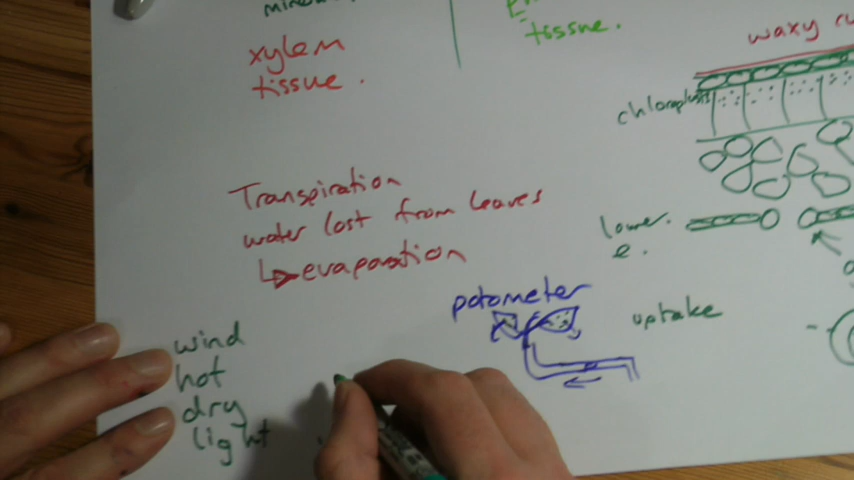 xylem
tissue.
tissue.
waxy
chloroplasts
Transpiration
water lost from leaves
↳evaporation
lower.
e.
potometer
uptake
wind
hot
dry
light